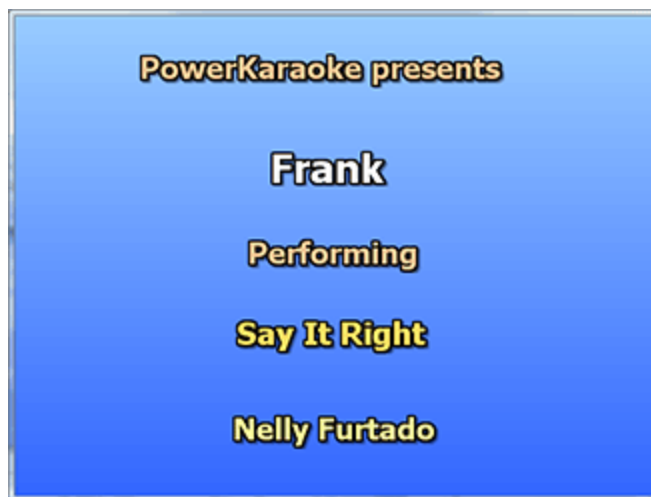 PowerKaraoke presents
Frank
Performing
Say It Right
Nelly Furtado